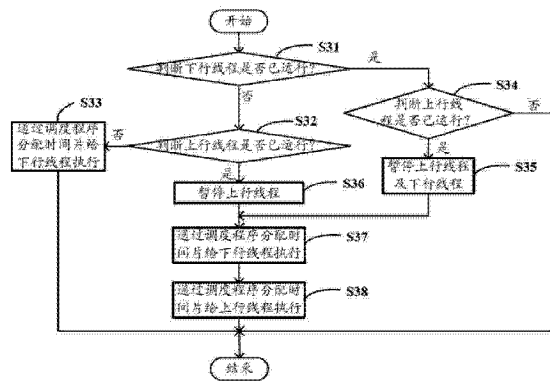 开始
S31
判断下行线程是否已运行?
是
S34
S33
否
S32
判断上行线
程是否已运行?
否
通过调度程序
分配时间片给
下行线程执行
否
判断上行线程是否已运行?
是
S35
是
S36
暂停上行线程
及下行线程
暂停上行线程
S37
通过调度程序分配时
间片给下行线程执行
S38
通过调度程序分配时
间片给上行线程执行
结束